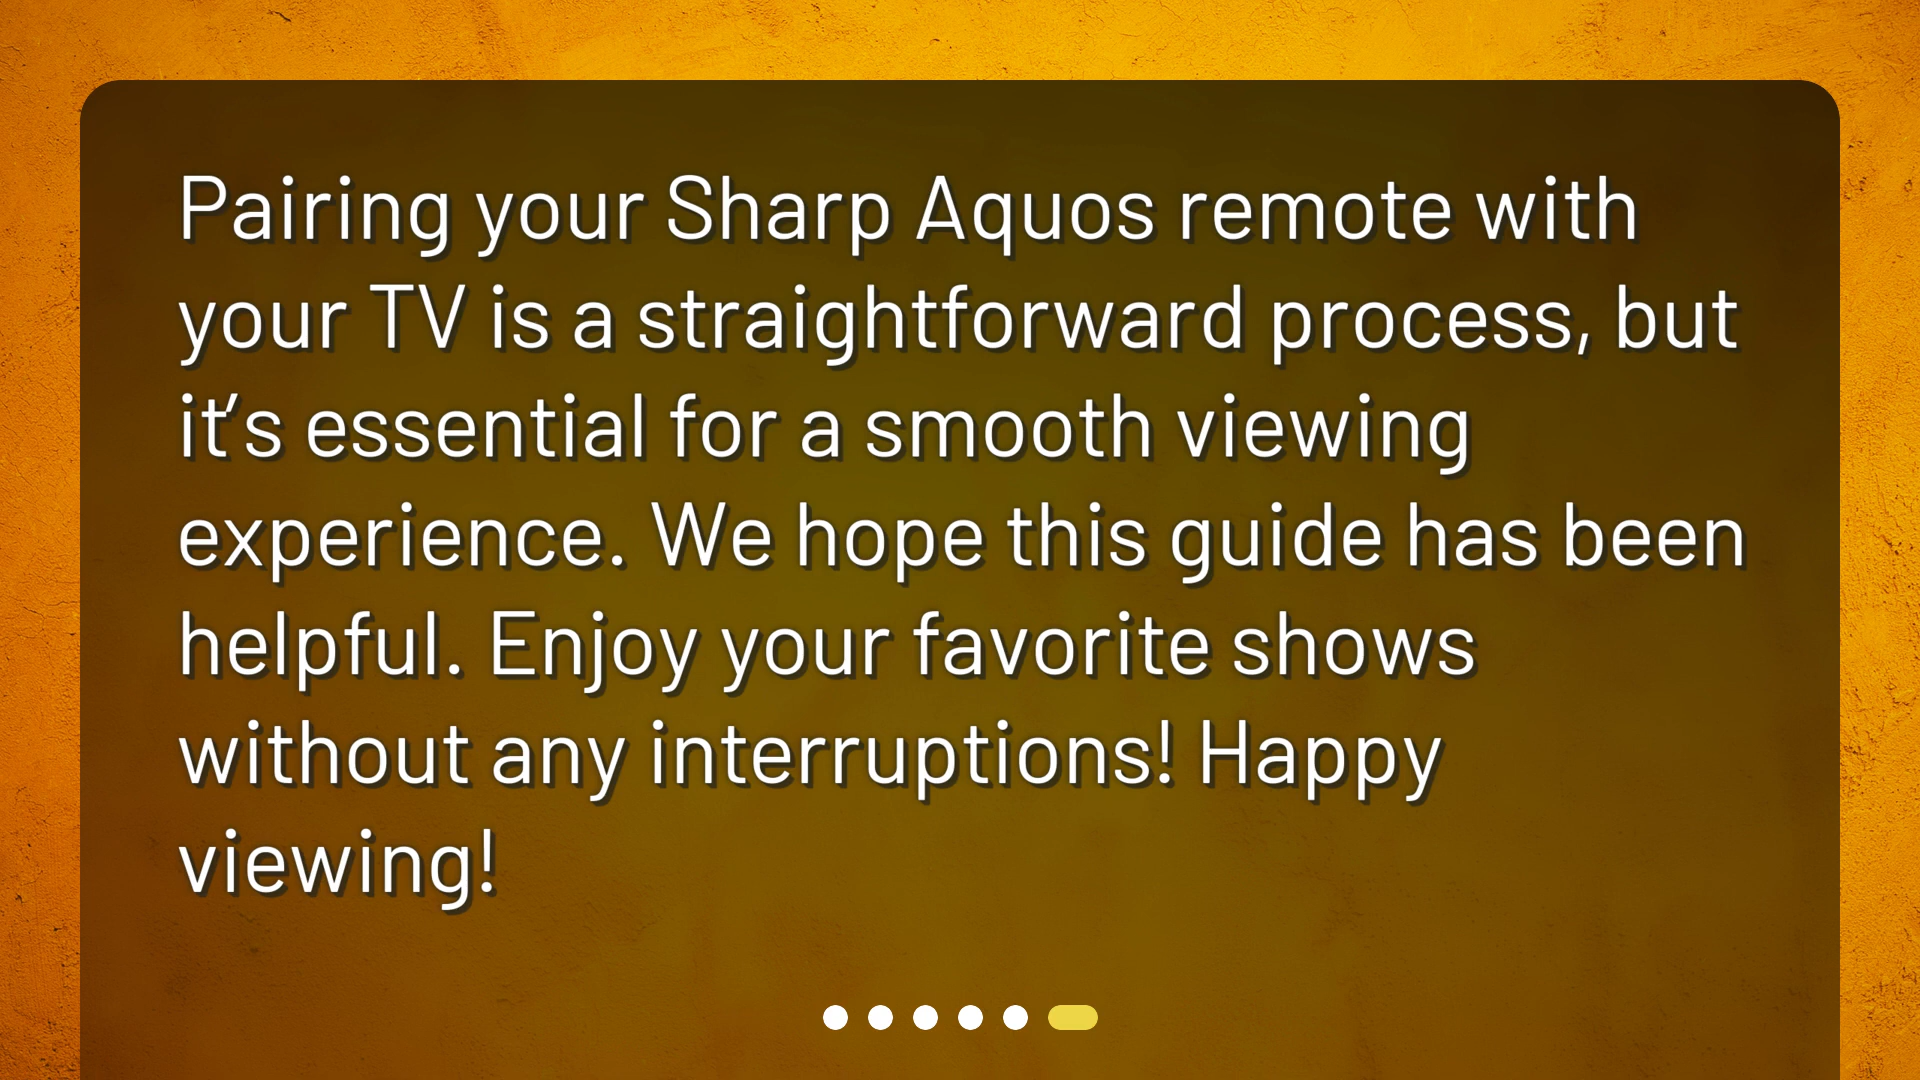 Pairing your Sharp Aquos remote with
your TV is a straightforward process, but
it’s essential for a smooth viewing
experience. We hope this guide has been
helpful. Enjoy your favorite shows
without any interruptions! Happy
viewing!